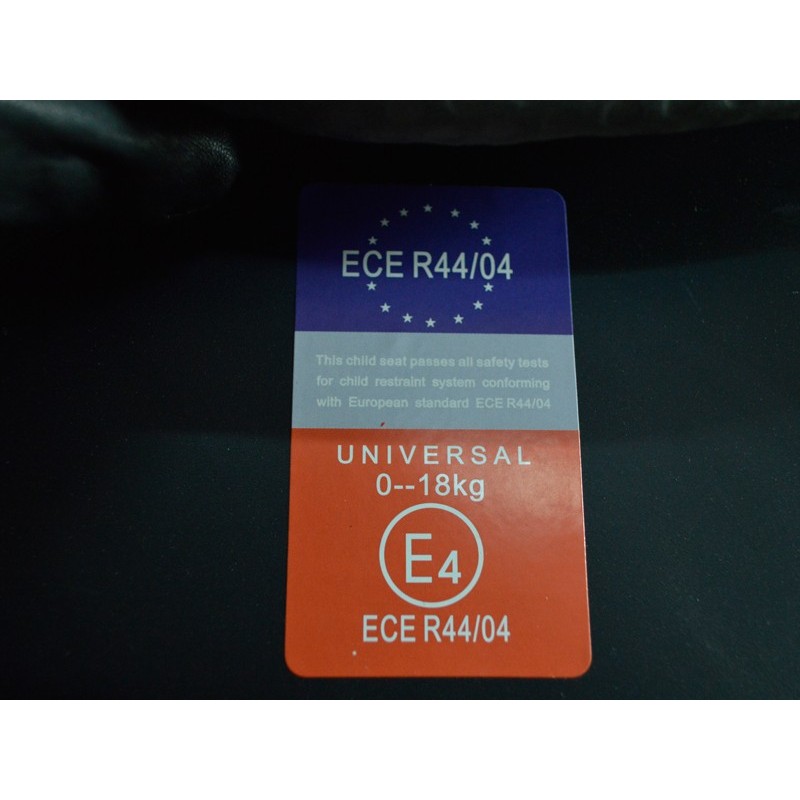 ECE R44/04
This child seat passes all safety tests
for child restraint system conforming
with European standard ECE R44/04
UNIVERSAL
0--18kg
E4
ECE R44/04